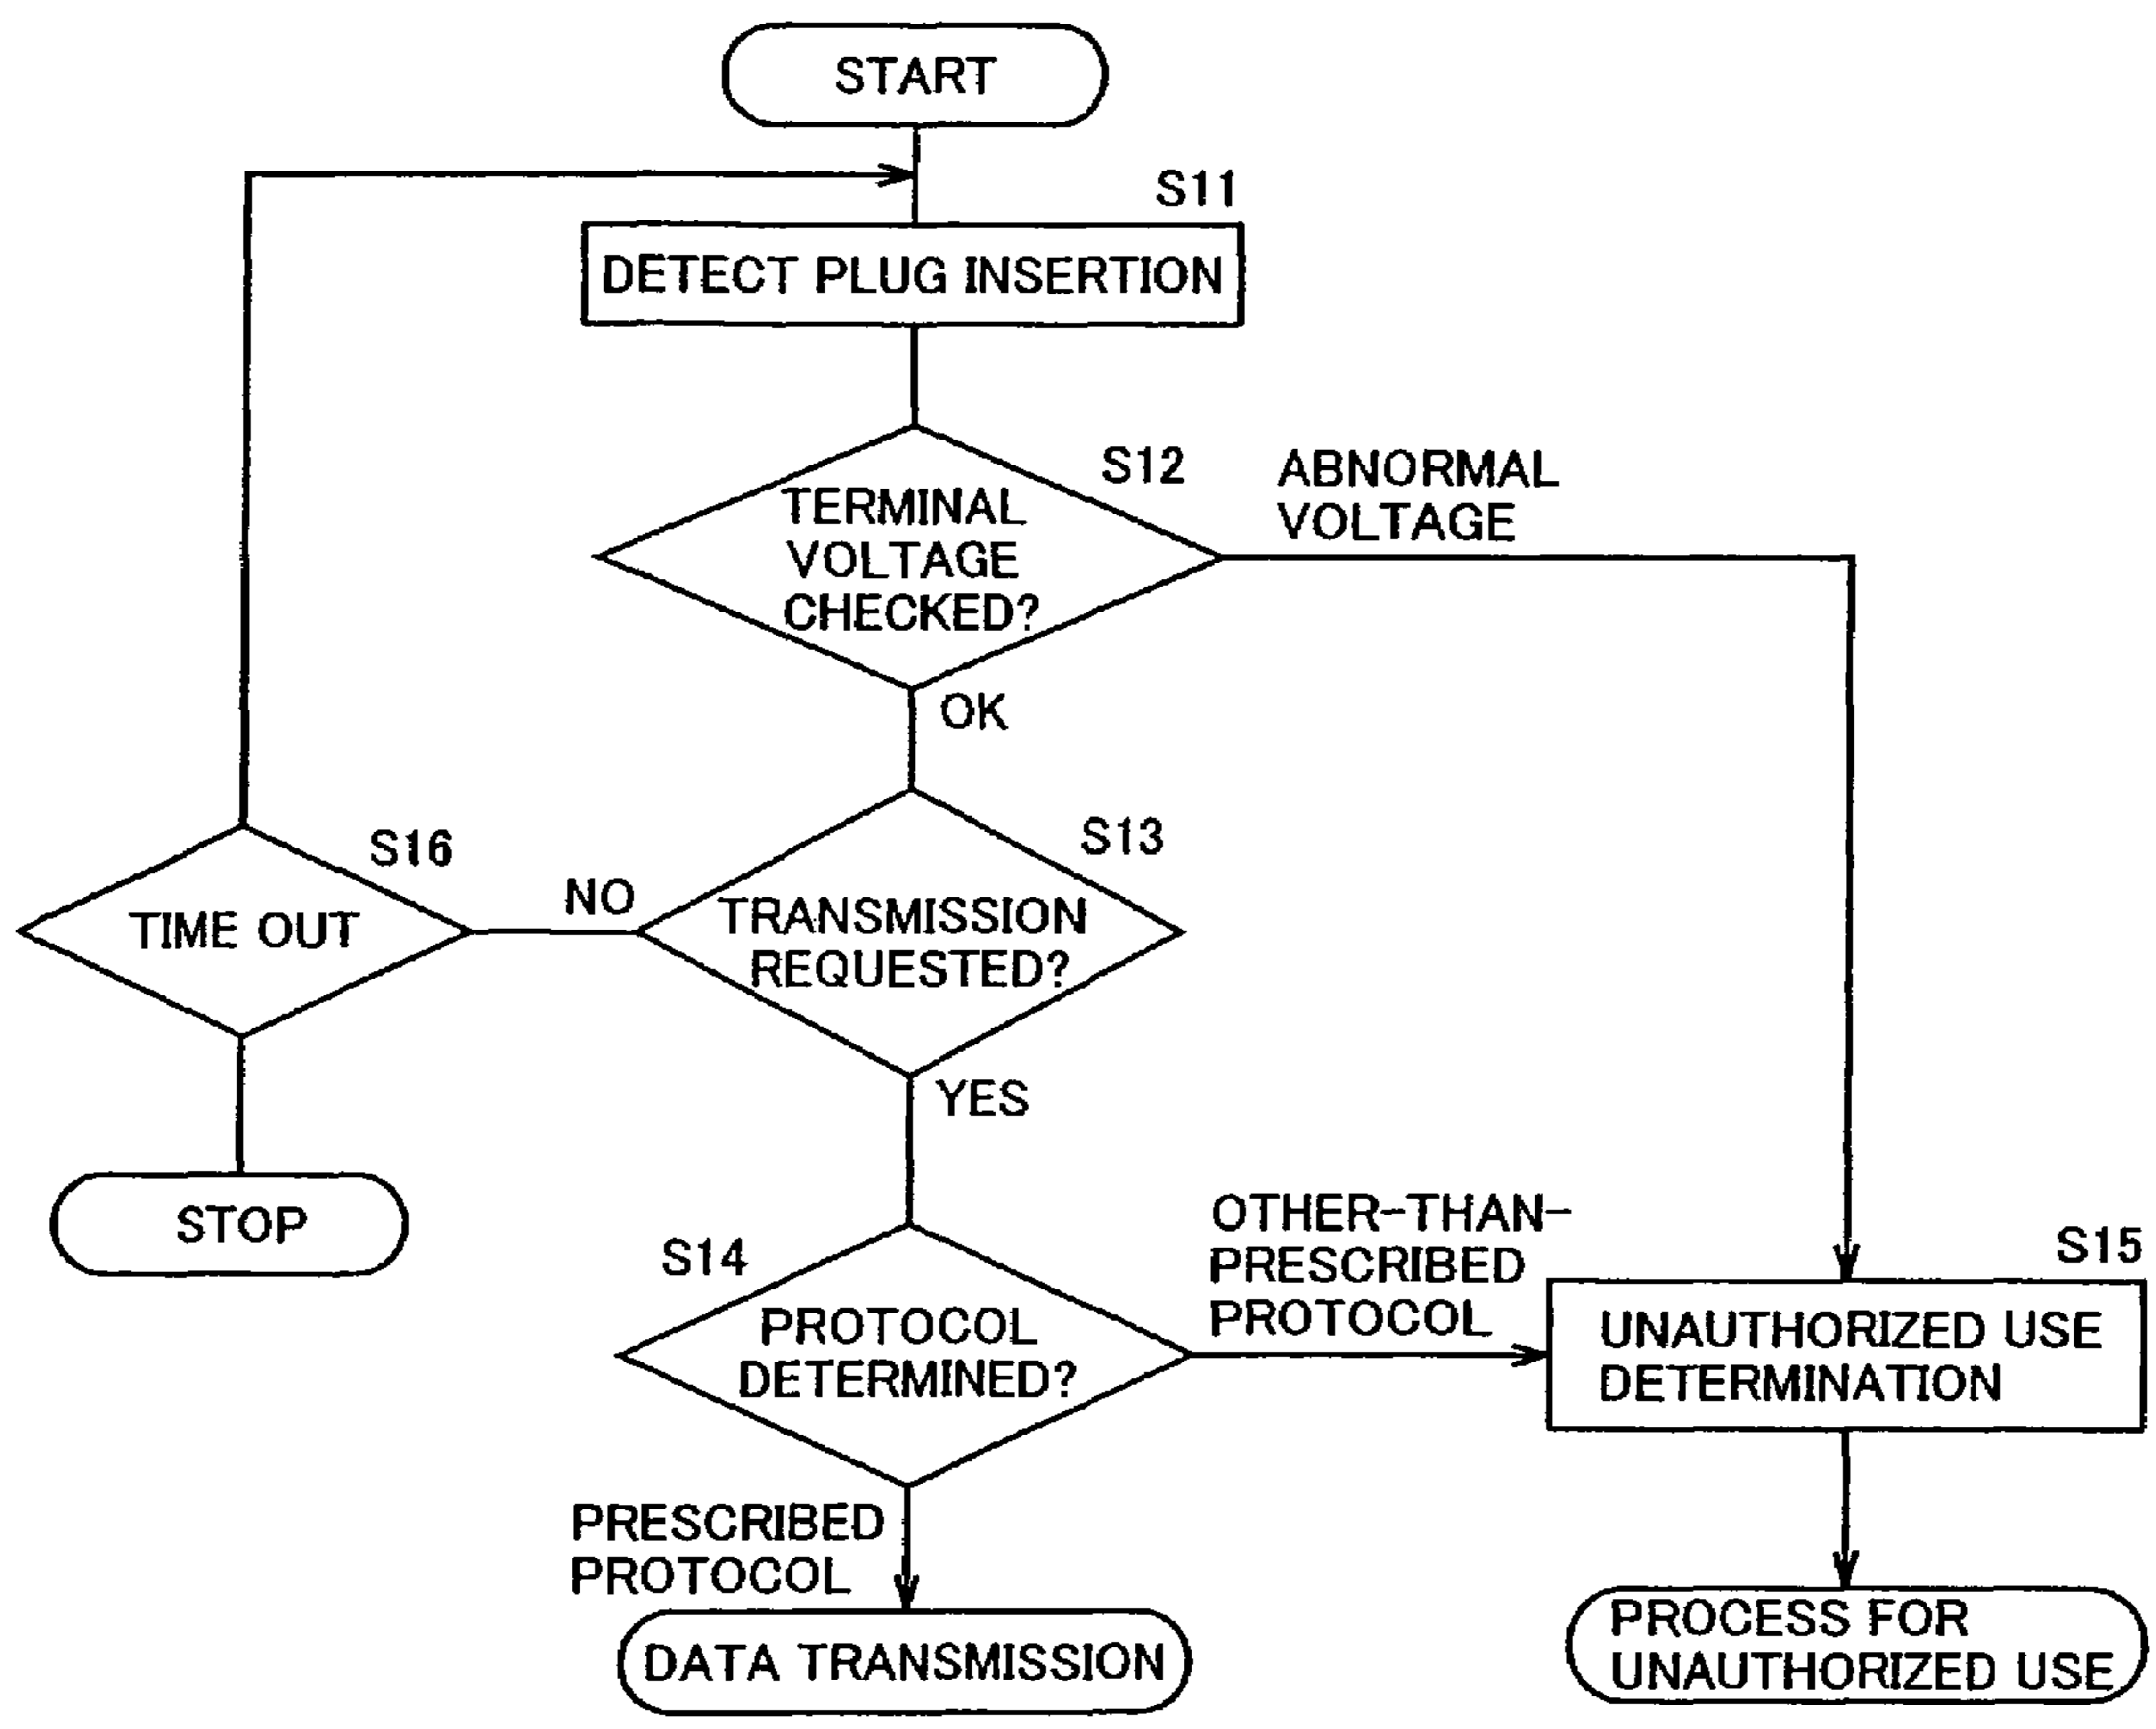 START
S11
DETECT PLUG INSERTION
S12
ABNORMAL
VOLTAGE
TERMINAL
VOLTAGE
CHECKED?
OK
S16
S13
NO
TIME OUT
TRANSMISSION
REQUESTED?
YES
STOP
S14
OTHER-THAN-
PRESCRIBED
PROTOCOL
S15
PROTOCOL
DETERMINED?
UNAUTHORIZED USE
DETERMINATION
PRESCRIBED
PROTOCOL
DATA TRANSMISSION
PROCESS FOR
UNAUTHORIZED USE